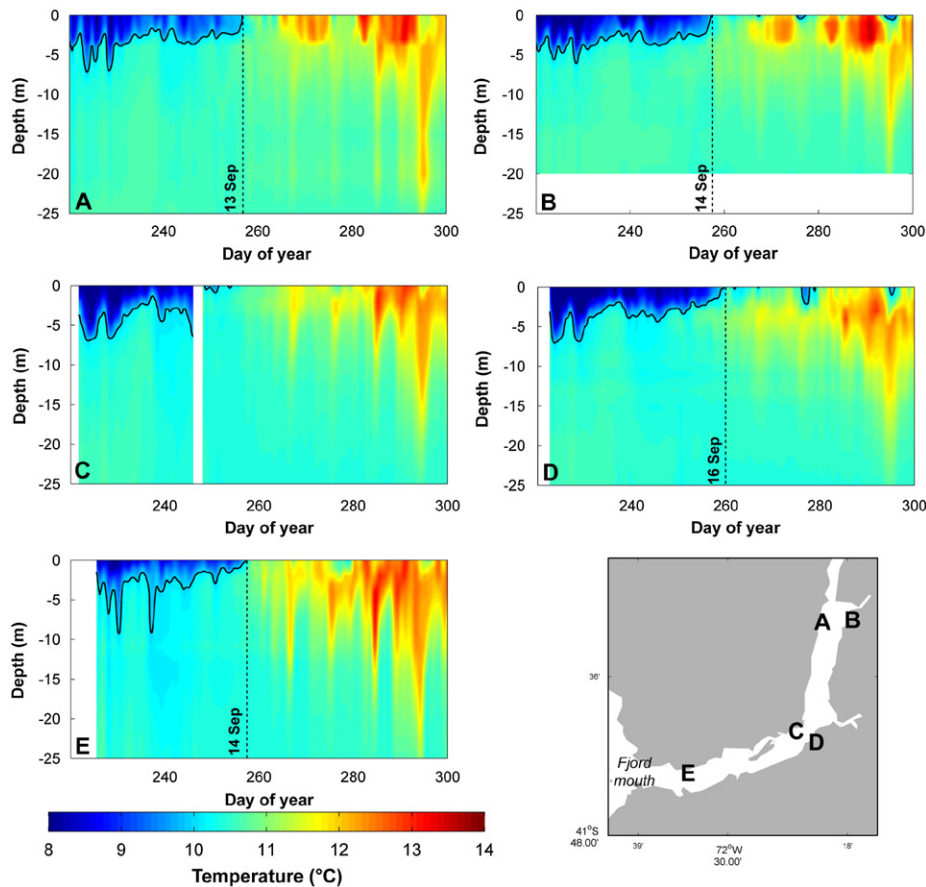 0
-5
-10
-15
-20
-25
Depth (m)
A
13 Sep
240 260 280 300
Day of year
0
-5
-10
-15
-20
-25
Depth (m)
B
14 Sep
240 260 280 300
Day of year
0
-5
-10
-15
-20
-25
Depth (m)
C
240 260 280 300
Day of year
0
-5
-10
-15
-20
-25
Depth (m)
D
16 Sep
240 260 280 300
Day of year
0
-5
-10
-15
-20
-25
Depth (m)
E
14 Sep
240 260 280 300
Day of year
8 9 10 11 12 13 14
Temperature (°C)
A B
36'
C
D
Fjord
mouth
E
41°S
48.00'
39' 72°W 18'
30.00'